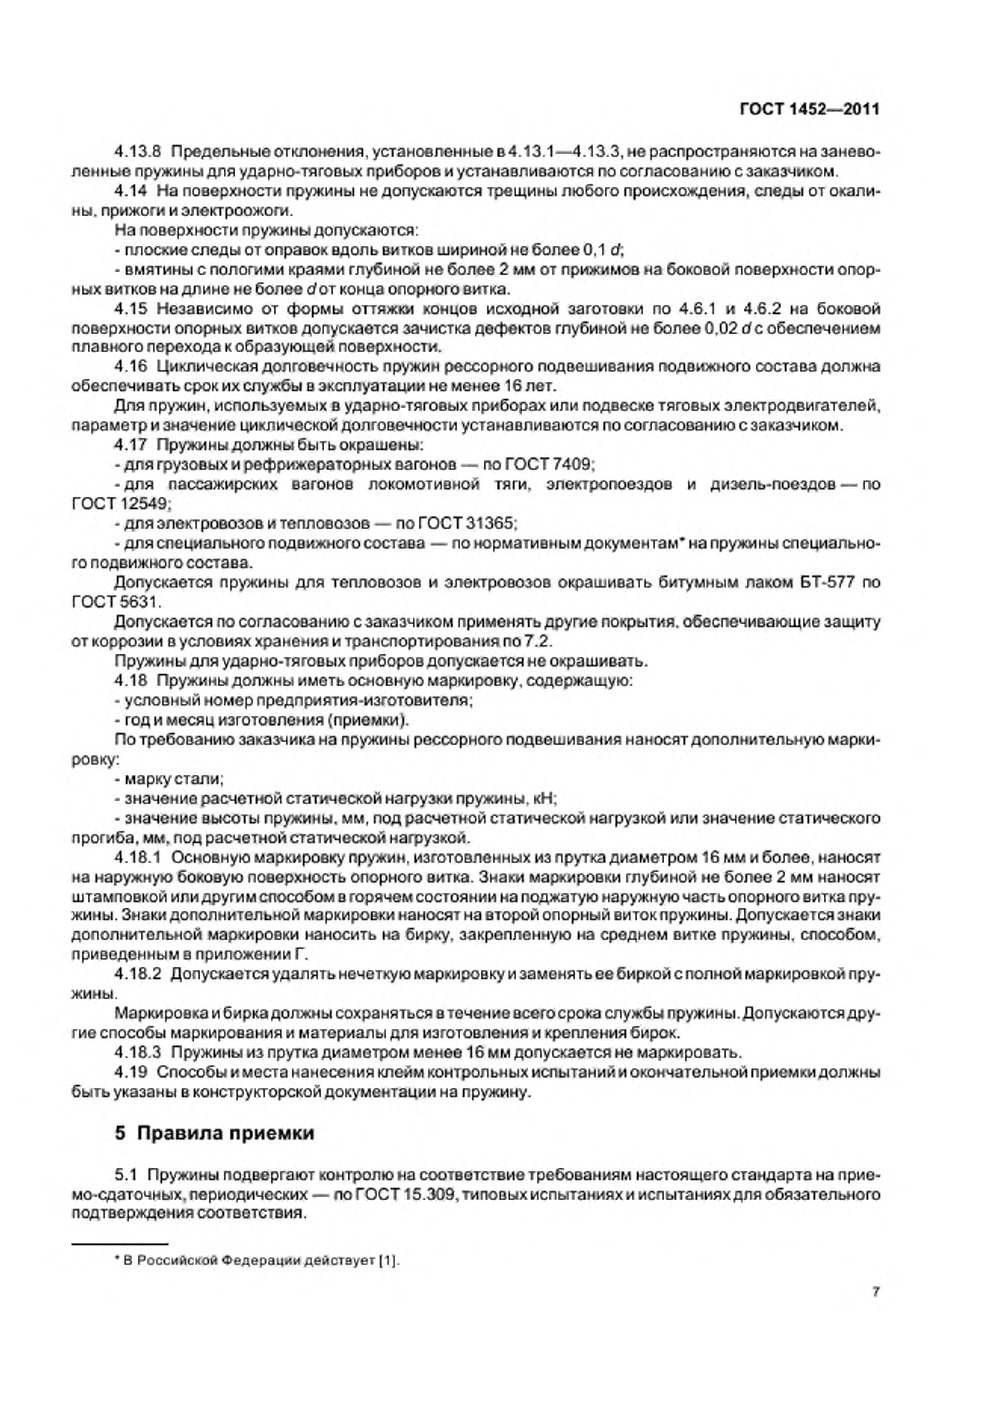 ГОСТ 1452—2011
4.13.8 Предельные отклонения, установленные в 4.13.1—4.13.3, не распространяются на занево-
ленные пружины для ударно-тяговых приборов и устанавливаются по согласованию с заказчиком.
4.14 На поверхности пружины не допускаются трещины любого происхождения, следы от окали-
ны, прижоги и электроожоги.
На поверхности пружины допускаются:
- плоские следы от оправок вдоль витков шириной не более 0,1 d;
- вмятины с пологими краями глубиной не более 2 мм от прижимов на боковой поверхности опор-
ных витков на длине не более d от конца опорного витка.
4.15 Независимо от формы оттяжки концов исходной заготовки по 4.6.1 и 4.6.2 на боковой
поверхности опорных витков допускается зачистка дефектов глубиной не более 0,02 d с обеспечением
плавного перехода к образующей поверхности.
4.16 Циклическая долговечность пружин рессорного подвешивания подвижного состава должна
обеспечивать срок их службы в эксплуатации не менее 16 лет.
Для пружин, используемых в ударно-тяговых приборах или подвеске тяговых электродвигателей,
параметр и значение циклической долговечности устанавливаются по согласованию с заказчиком.
4.17 Пружины должны быть окрашены:
- для грузовых и рефрижераторных вагонов — по ГОСТ 7409;
- для пассажирских вагонов локомотивной тяги, электропоездов и дизель-поездов — по
ГОСТ 12549;
- для электровозов и тепловозов — по ГОСТ 31365;
- для специального подвижного состава — по нормативным документам* на пружины специально-
го подвижного состава.
Допускается пружины для тепловозов и электровозов окрашивать битумным лаком БТ-577 по
ГОСТ 5631.
Допускается по согласованию с заказчиком применять другие покрытия, обеспечивающие защиту
от коррозии в условиях хранения и транспортирования по 7.2.
Пружины для ударно-тяговых приборов допускается не окрашивать.
4.18 Пружины должны иметь основную маркировку, содержащую:
- условный номер предприятия-изготовителя;
- год и месяц изготовления (приемки).
По требованию заказчика на пружины рессорного подвешивания наносят дополнительную марки-
ровку:
- марку стали;
- значение расчетной статической нагрузки пружины, кН;
- значение высоты пружины, мм, под расчетной статической нагрузкой или значение статического
прогиба, мм, под расчетной статической нагрузкой.
4.18.1 Основную маркировку пружин, изготовленных из прутка диаметром 16 мм и более, наносят
на наружную боковую поверхность опорного витка. Знаки маркировки глубиной не более 2 мм наносят
штамповкой или другим способом в горячем состоянии на поджатую наружную часть опорного витка пру-
жины. Знаки дополнительной маркировки наносят на второй опорный виток пружины. Допускается знаки
дополнительной маркировки наносить на бирку, закрепленную на среднем витке пружины, способом,
приведенным в приложении Г.
4.18.2 Допускается удалять нечеткую маркировку и заменять ее биркой с полной маркировкой пру-
жины.
Маркировка и бирка должны сохраняться в течение всего срока службы пружины. Допускаются дру-
гие способы маркирования и материалы для изготовления и крепления бирок.
4.18.3 Пружины из прутка диаметром менее 16 мм допускается не маркировать.
4.19 Способы и места нанесения клейм контрольных испытаний и окончательной приемки должны
быть указаны в конструкторской документации на пружину.
5 Правила приемки
5.1 Пружины подвергают контролю на соответствие требованиям настоящего стандарта на прие-
мо-сдаточных, периодических — по ГОСТ 15.309, типовых испытаниях и испытаниях для обязательного
подтверждения соответствия.
* В Российской Федерации действует [1].
7